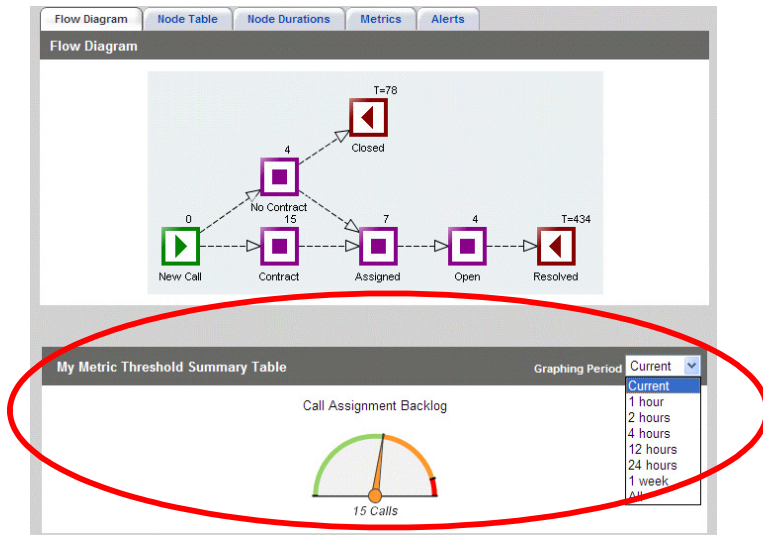 Flow Diagram Node Table Node Durations Metrics Alerts
Flow Diagram
T=78
Closed
4
No Contract
0 15 7 4 T=434
New Call Contract Assigned Open Resolved
My Metric Threshold Summary Table Graphing Period Current
Current
1 hour
2 hours
4 hours
12 hours
24 hours
1 week
All
Call Assignment Backlog
15 Calls